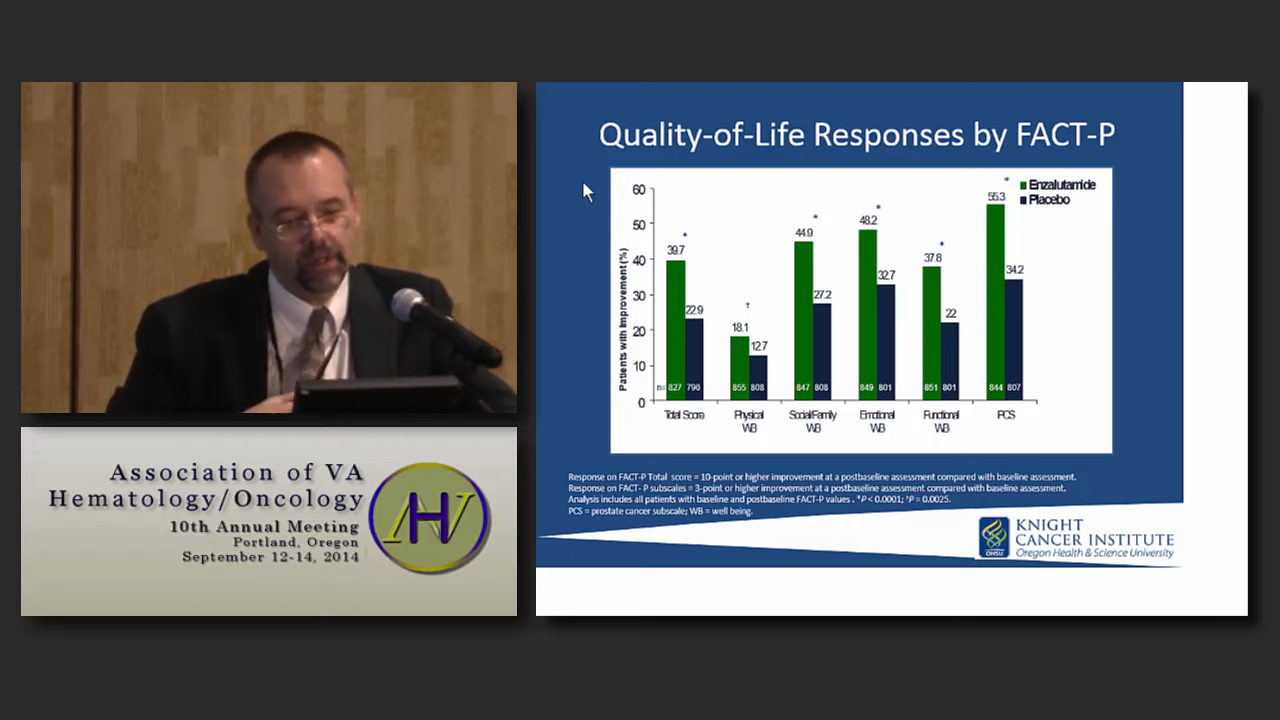 Quality-of-Life Responses by FACT-P
Enzalutamide
Placebo
Patients with Improvement (%)
60
50
40
30
20
10
0
39.7
22.9
18.1
12.7
44.9
27.2
48.2
32.7
37.8
22
55.3
34.2
*
†
*
*
*
*
n= 827 790 855 808 847 808 849 801 851 801 844 807
Total Score
Physical
WB
Social/Family
WB
Emotional
WB
Functional
WB
PCS
Response on FACT-P Total score = 10-point or higher improvement at a postbaseline assessment compared with baseline assessment.
Response on FACT- P subscales = 3-point or higher improvement at a postbaseline assessment compared with baseline assessment.
Analysis includes all patients with baseline and postbaseline FACT-P values . *P < 0.0001; †P = 0.0025.
PCS = prostate cancer subscale; WB = well being.
OHSU
KNIGHT
CANCER INSTITUTE
Oregon Health & Science University
Association of VA
Hematology/Oncology
10th Annual Meeting
Portland, Oregon
September 12-14, 2014